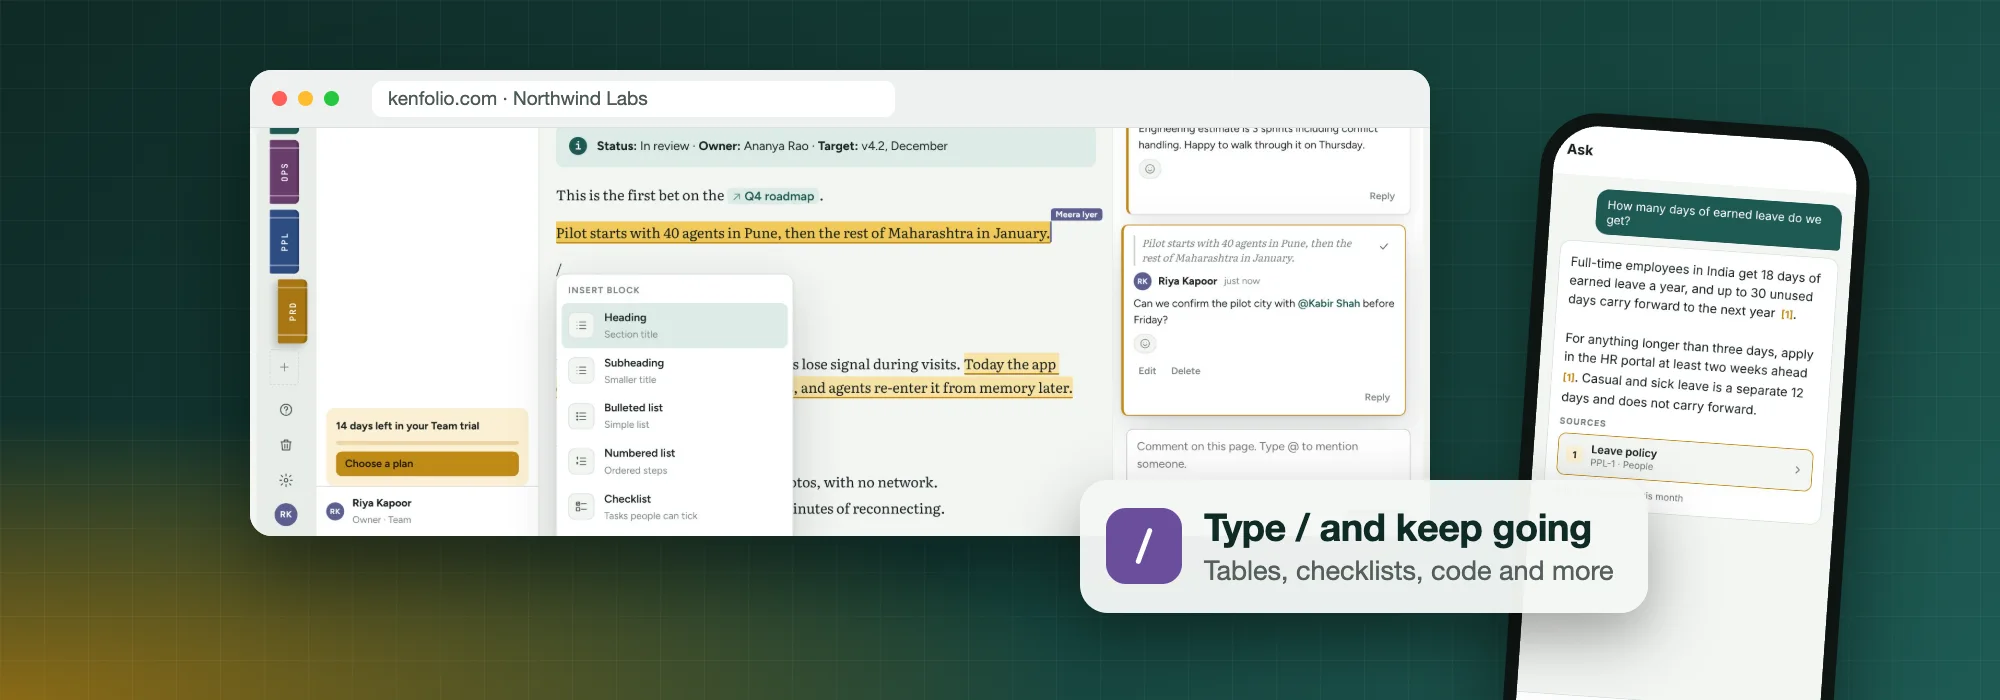 kenfolio.com · Northwind Labs
OPS
PPL
PRD
14 days left in your Team trial
Choose a plan
RK
RK
Riya Kapoor
Owner · Team
Status: In review · Owner: Ananya Rao · Target: v4.2, December
This is the first bet on the ↗ Q4 roadmap .
Meera Iyer
Pilot starts with 40 agents in Pune, then the rest of Maharashtra in January.
/
INSERT BLOCK
Heading
Section title
Subheading
Smaller title
Bulleted list
Simple list
Numbered list
Ordered steps
Checklist
Tasks people can tick
s lose signal during visits. Today the app
, and agents re-enter it from memory later.
otos, with no network.
inutes of reconnecting.
Engineering estimate is 3 sprints including conflict
handling. Happy to walk through it on Thursday.
Reply
Pilot starts with 40 agents in Pune, then the
rest of Maharashtra in January.
RK Riya Kapoor just now
Can we confirm the pilot city with @Kabir Shah before
Friday?
Edit Delete
Reply
Comment on this page. Type @ to mention
someone.
/
Type / and keep going
Tables, checklists, code and more
Ask
How many days of earned leave do we
get?
Full-time employees in India get 18 days of
earned leave a year, and up to 30 unused
days carry forward to the next year [1].
For anything longer than three days, apply
in the HR portal at least two weeks ahead
[1]. Casual and sick leave is a separate 12
days and does not carry forward.
SOURCES
1 Leave policy
PPL-1 · People
is month